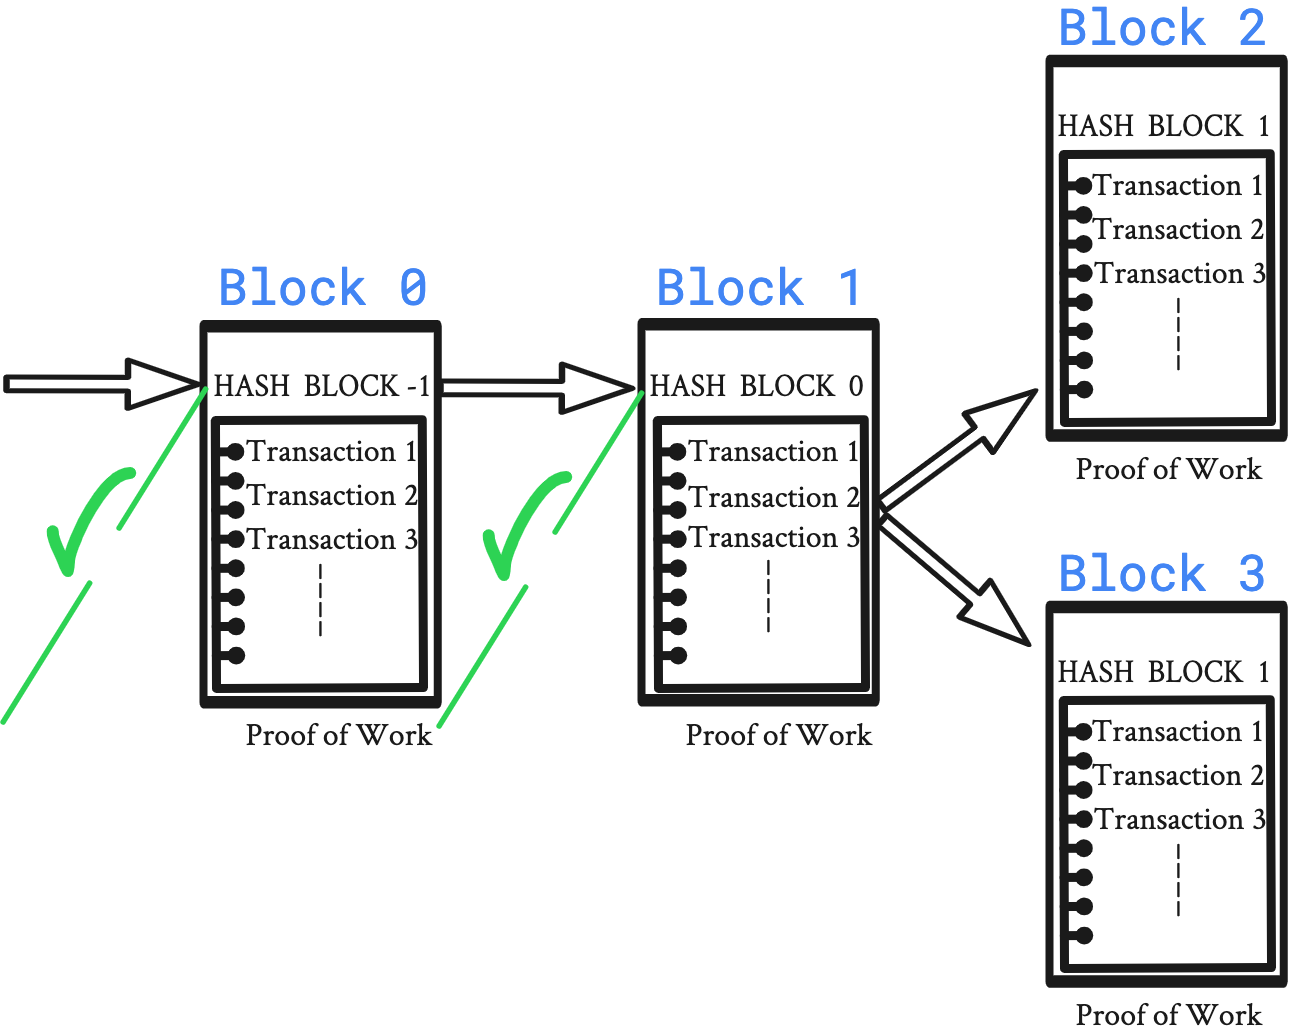 Block 0
HASH BLOCK -1
Transaction 1
Transaction 2
Transaction 3
Proof of Work
Block 1
HASH BLOCK 0
Transaction 1
Transaction 2
Transaction 3
Proof of Work
Block 2
HASH BLOCK 1
Transaction 1
Transaction 2
Transaction 3
Proof of Work
Block 3
HASH BLOCK 1
Transaction 1
Transaction 2
Transaction 3
Proof of Work